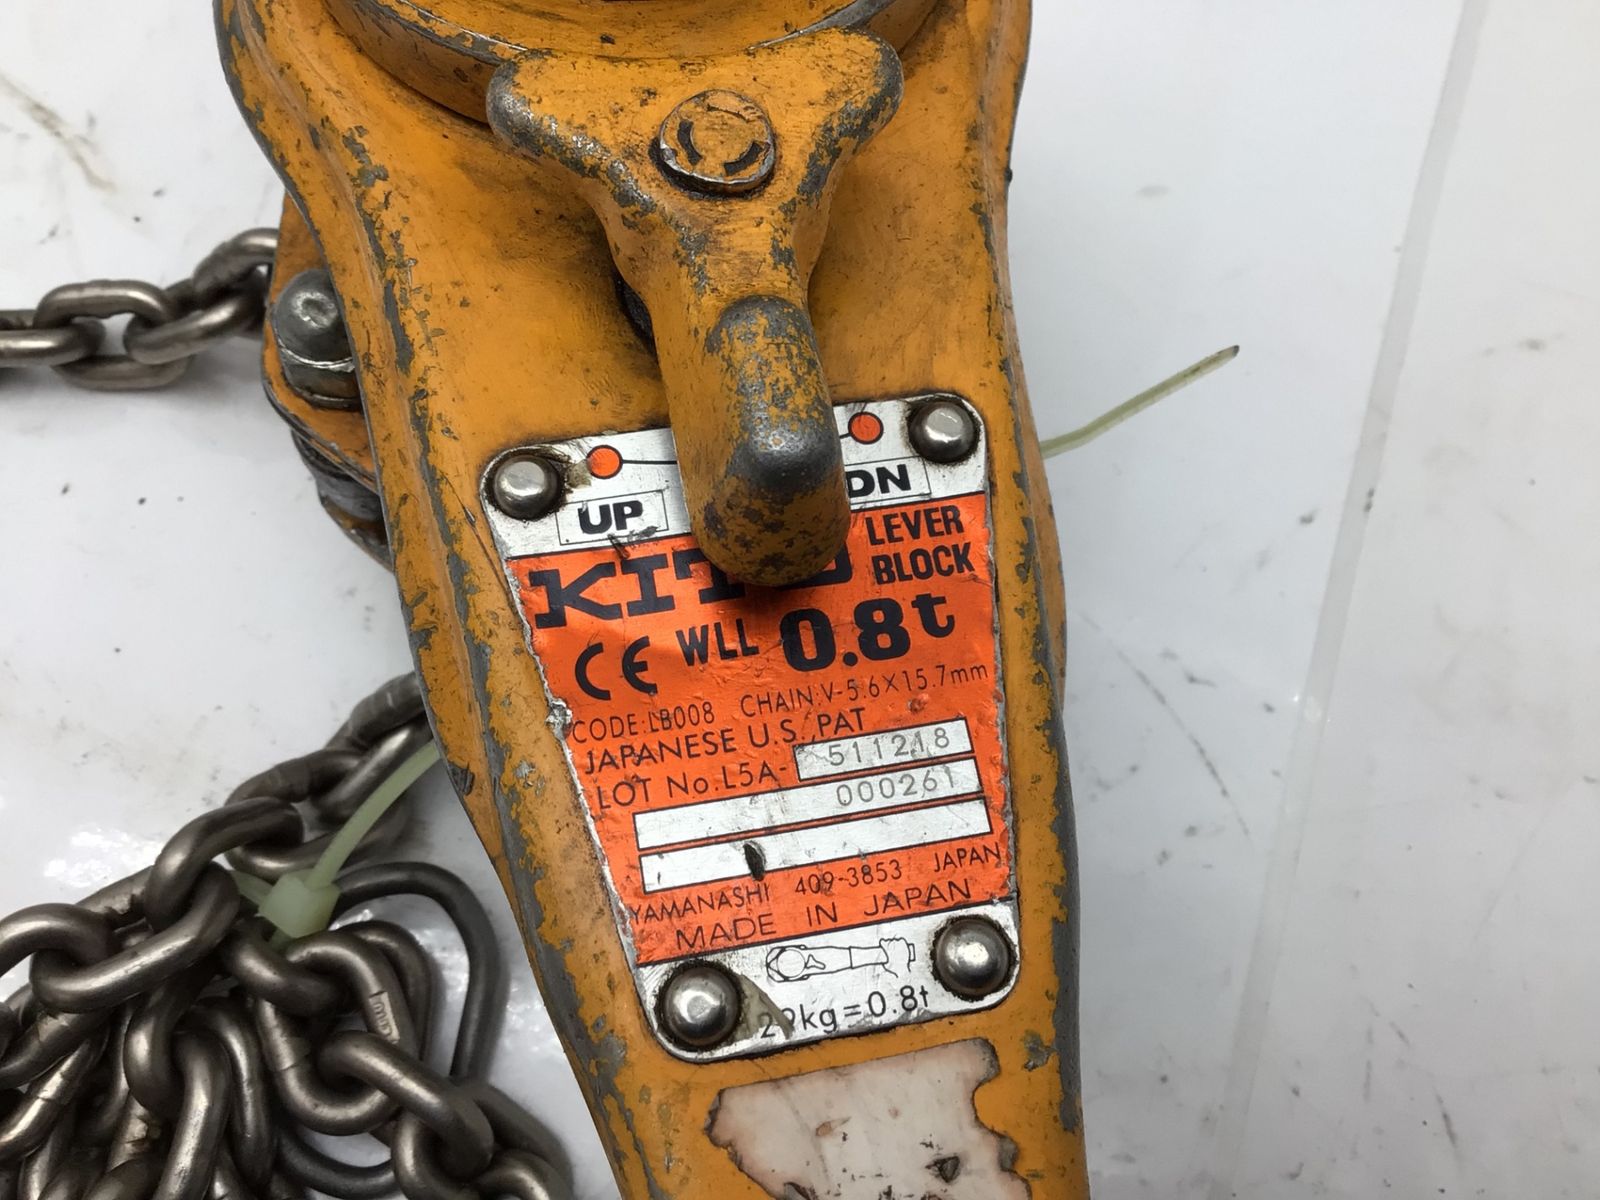 UP DN
KITO LEVER BLOCK
CE WLL 0.8t
CODE:LB008 CHAIN:V-5.6×15.7mm
JAPANESE U.S. PAT
LOT No.L5A- 511218
000261
YAMANASHI 409-3853 JAPAN
MADE IN JAPAN
=0.8t